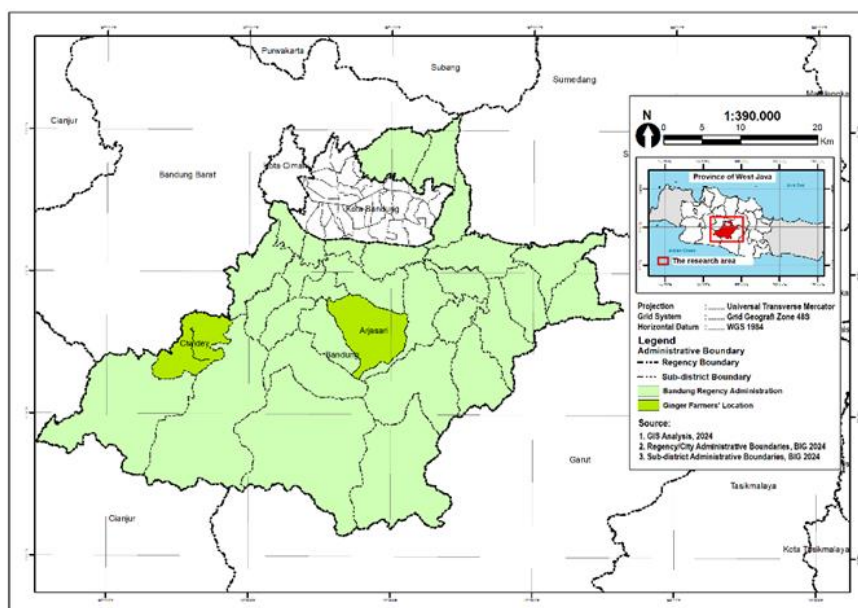 Purwakarta
Subang
Sumedang
Cianjur
Bandung Barat
Kota Bandung
Arjasari
Bandung
Garut
Tasikmalaya
Cianjur
Kota Tasikmalaya
N
1:390.000
0 5 10 20
Km
Province of West Java
The research area
Projection : ....... Universal Transverse Mercator
Grid System : ....... Grid Geografi Zone 48S
Horizontal Datum : ....... WGS 1984
Legend
Administrative Boundary
Regency Boundary
Sub-district Boundary
Bandung Regency Administration
Ginger Farmers' Location
Source:
1. GIS Analysis, 2024
2. Regency/City Administrative Boundaries, BIG 2024
3. Sub-district Administrative Boundaries, BIG 2024